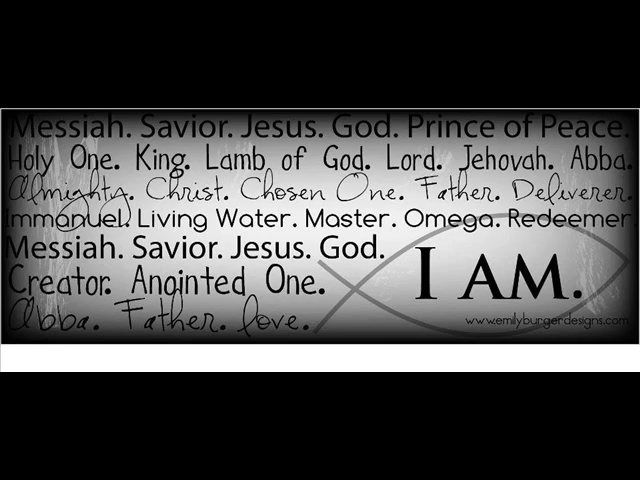 Messiah. Savior. Jesus. God. Prince of Peace.
Holy One. King. Lamb of God. Lord. Jehovah. Abba.
Almighty. Christ. Chosen One. Father. Deliverer.
Immanuel. Living Water. Master. Omega. Redeemer.
Messiah. Savior. Jesus. God.
Creator. Anointed One.
Abba. Father. love.
I AM.
www.emilyburgerdesigns.com